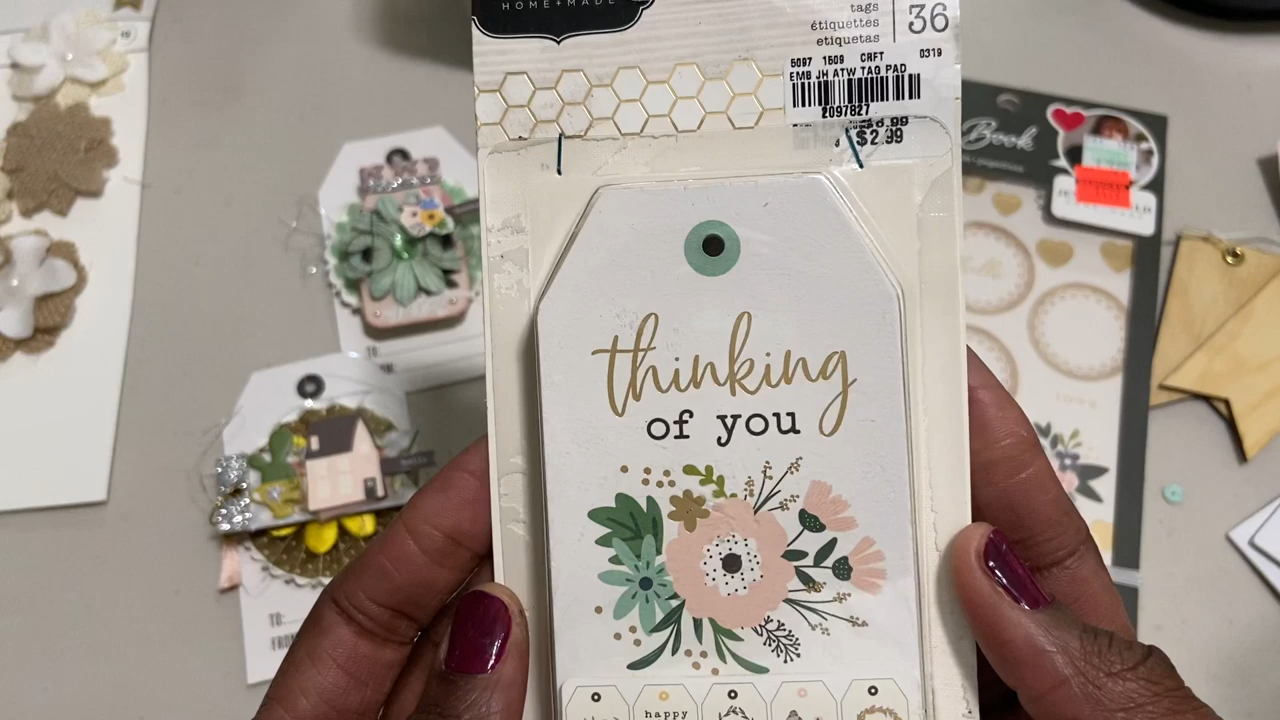 HOME+MADE
tags
étiquettes
etiquetas
36
5097 1509 CRFT 0319
EMB JH ATW TAG PAD
2097827
$2.99
Book
thinking
of you
TO:
TO:
FROM
happy